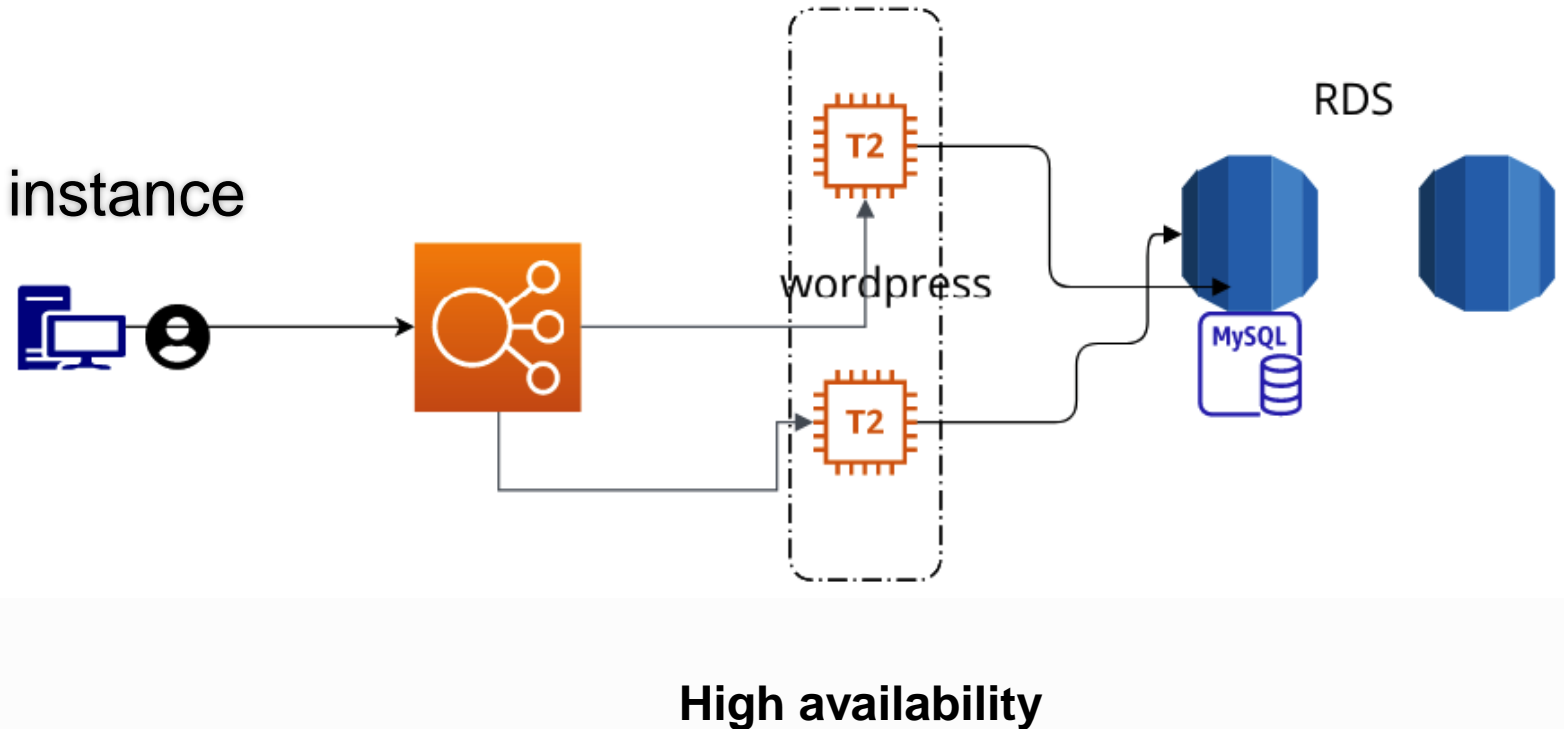 RDS
T2
instance
wordpress
MySQL
T2
High availability